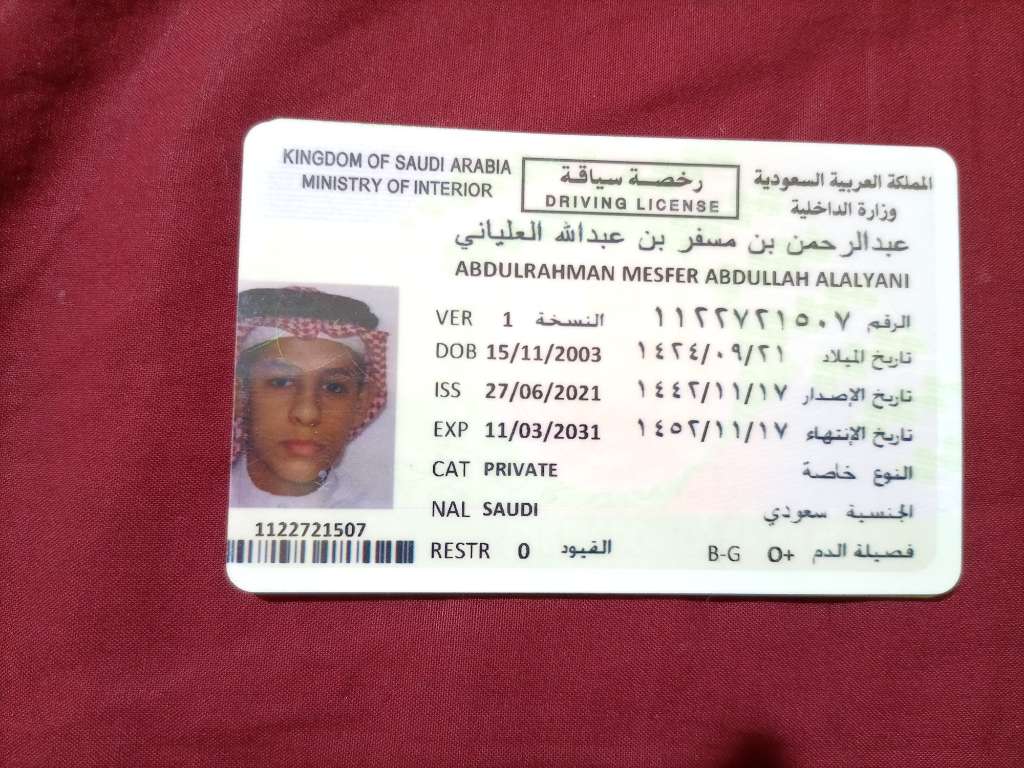 KINGDOM OF SAUDI ARABIA
MINISTRY OF INTERIOR
رخصة سياقة
DRIVING LICENSE
المملكة العربية السعودية
وزارة الداخلية
عبدالرحمن بن مسفر بن عبدالله العلياني
ABDULRAHMAN MESFER ABDULLAH ALALYANI
VER 1 النسخة الرقم ١١٢٢٧٢١٥٠٧
DOB 15/11/2003 تاريخ الميلاد ١٤٢٤/٠٩/٢١
ISS 27/06/2021 تاريخ الإصدار ١٤٤٢/١١/١٧
EXP 11/03/2031 تاريخ الإنتهاء ١٤٥٢/١١/١٧
CAT PRIVATE النوع خاصة
NAL SAUDI الجنسية سعودي
1122721507
RESTR 0 القيود B-G O+ فصيلة الدم